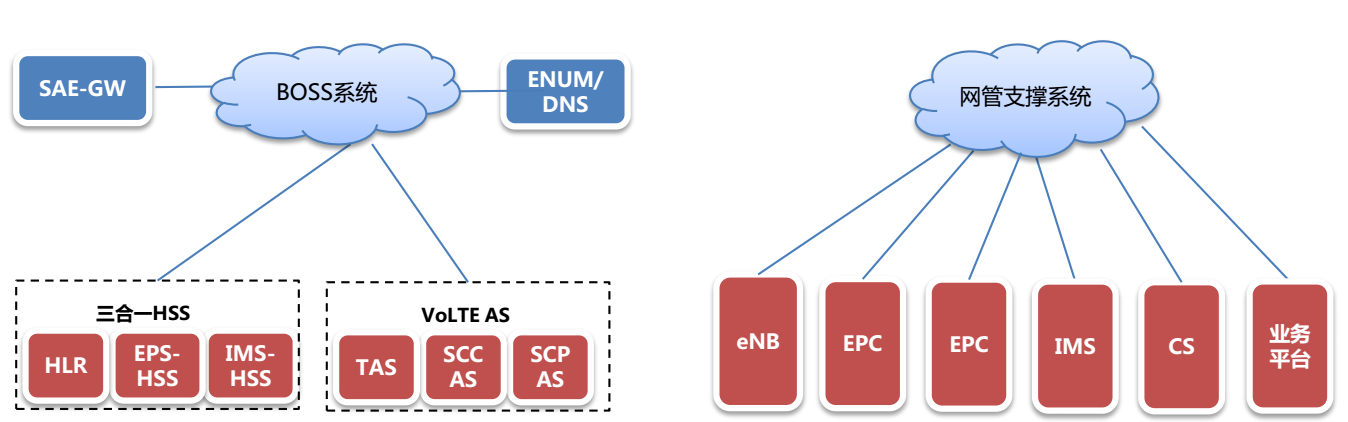 SAE-GW
BOSS系统
ENUM/
DNS
三合一HSS
HLR
EPS-
HSS
IMS-
HSS
VoLTE AS
TAS
SCC
AS
SCP
AS
网管支撑系统
eNB
EPC
EPC
IMS
CS
业务
平台